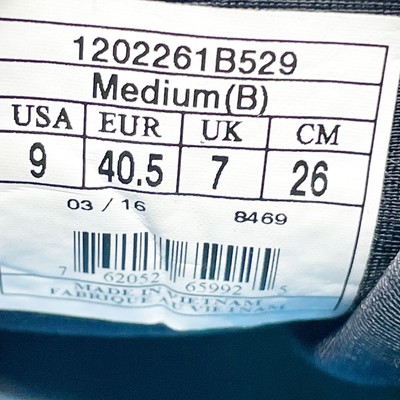 1202261B529
Medium(B)
USA EUR UK CM
9 40.5 7 26
03 / 16 8469
7 62052 65992 5
MADE IN VIETNAM
FABRIQUE AU VIETNAM